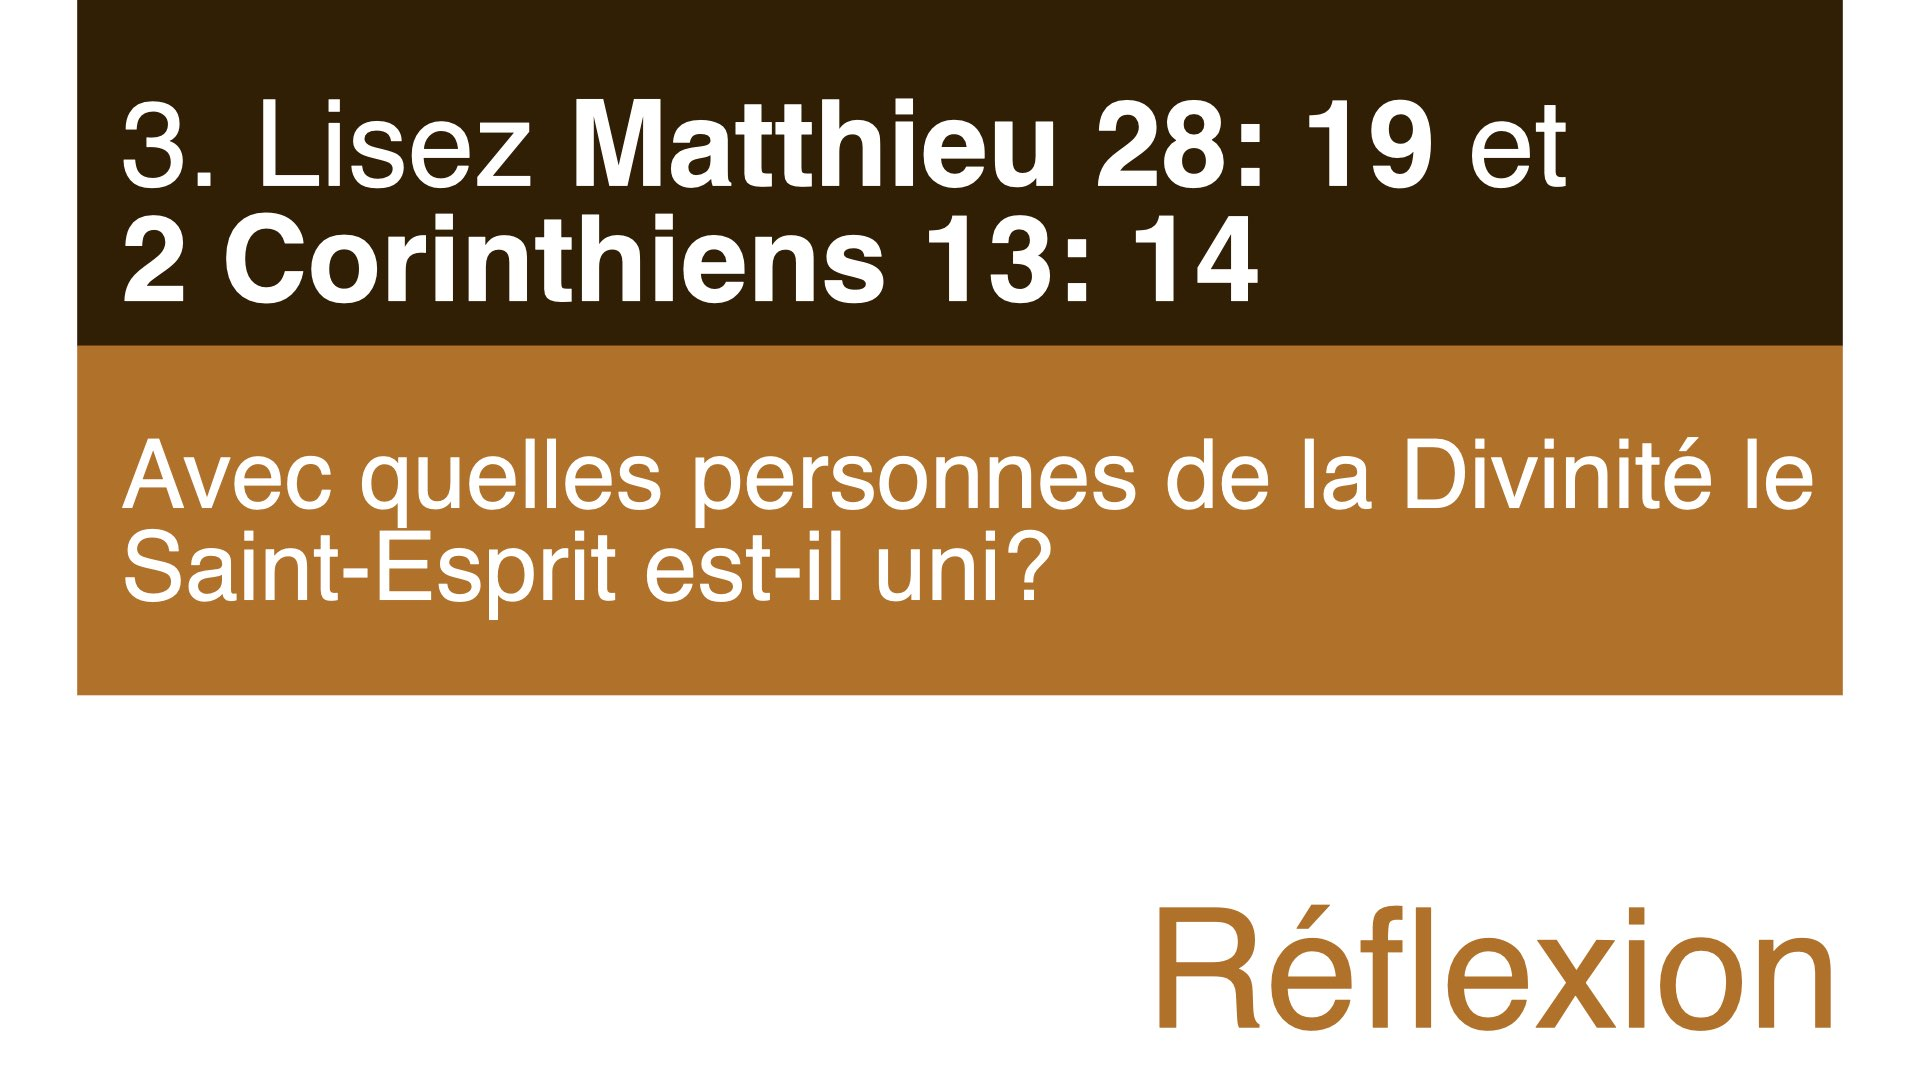 3. Lisez Matthieu 28: 19 et
2 Corinthiens 13: 14
Avec quelles personnes de la Divinité le
Saint-Esprit est-il uni?
Réflexion